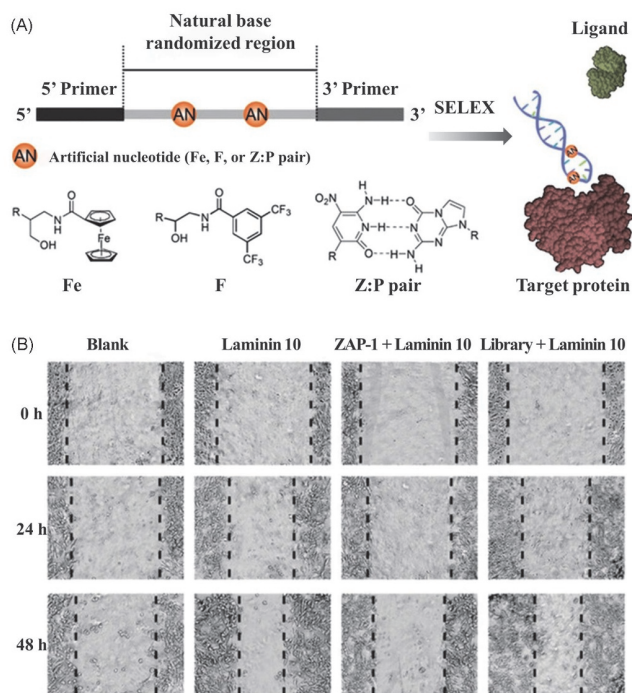 (A)
Natural base
randomized region
Ligand
5’ Primer
3’ Primer
5’
AN
AN
3’
SELEX
AN Artificial nucleotide (Fe, F, or Z:P pair)
R
N
H
O
OH
Fe
Fe
R
OH
N
H
O
CF₃
CF₃
F
O₂N
H
N
H
O
N
H
N
R
O
H
N
H
N
N
N
R
Z:P pair
Target protein
(B)
Blank
Laminin 10
ZAP-1 + Laminin 10
Library + Laminin 10
0 h
24 h
48 h